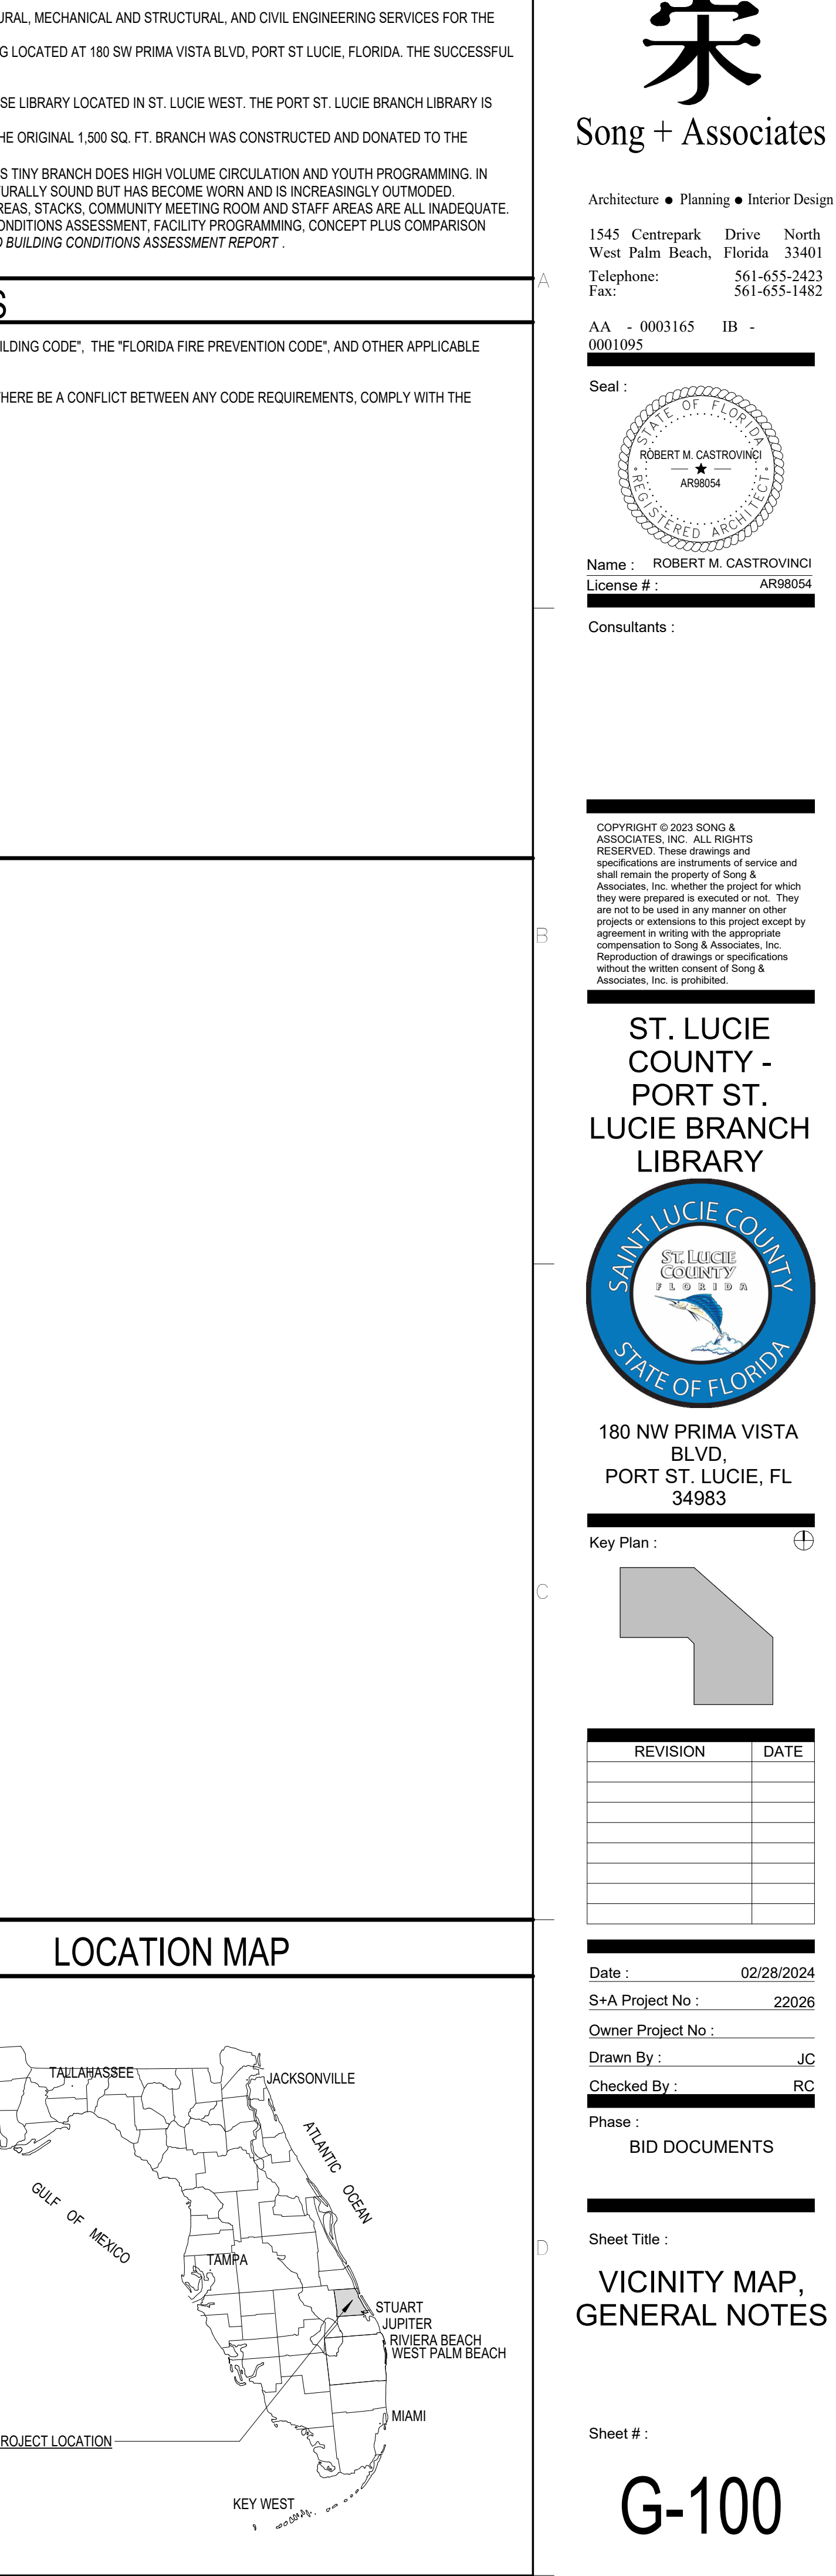 URAL, MECHANICAL AND STRUCTURAL, AND CIVIL ENGINEERING SERVICES FOR THE
G LOCATED AT 180 SW PRIMA VISTA BLVD, PORT ST LUCIE, FLORIDA. THE SUCCESSFUL
SE LIBRARY LOCATED IN ST. LUCIE WEST. THE PORT ST. LUCIE BRANCH LIBRARY IS
HE ORIGINAL 1,500 SQ. FT. BRANCH WAS CONSTRUCTED AND DONATED TO THE
S TINY BRANCH DOES HIGH VOLUME CIRCULATION AND YOUTH PROGRAMMING. IN
TURALLY SOUND BUT HAS BECOME WORN AND IS INCREASINGLY OUTMODED.
REAS, STACKS, COMMUNITY MEETING ROOM AND STAFF AREAS ARE ALL INADEQUATE.
ONDITIONS ASSESSMENT, FACILITY PROGRAMMING, CONCEPT PLUS COMPARISON
D BUILDING CONDITIONS ASSESSMENT REPORT .
S
ILDING CODE", THE "FLORIDA FIRE PREVENTION CODE", AND OTHER APPLICABLE
HERE BE A CONFLICT BETWEEN ANY CODE REQUIREMENTS, COMPLY WITH THE
LOCATION MAP
TALLAHASSEE
JACKSONVILLE
ATLANTIC OCEAN
GULF OF MEXICO
TAMPA
STUART
JUPITER
RIVIERA BEACH
WEST PALM BEACH
MIAMI
ROJECT LOCATION
KEY WEST
A
B
C
D
宋
Song + Associates
Architecture ● Planning ● Interior Design
1545 Centrepark Drive North
West Palm Beach, Florida 33401
Telephone: 561-655-2423
Fax: 561-655-1482
AA - 0003165 IB -
0001095
Seal :
STATE OF FLORIDA
ROBERT M. CASTROVINCI
AR98054
REGISTERED ARCHITECT
Name : ROBERT M. CASTROVINCI
License # : AR98054
Consultants :
COPYRIGHT © 2023 SONG &
ASSOCIATES, INC. ALL RIGHTS
RESERVED. These drawings and
specifications are instruments of service and
shall remain the property of Song &
Associates, Inc. whether the project for which
they were prepared is executed or not. They
are not to be used in any manner on other
projects or extensions to this project except by
agreement in writing with the appropriate
compensation to Song & Associates, Inc.
Reproduction of drawings or specifications
without the written consent of Song &
Associates, Inc. is prohibited.
ST. LUCIE
COUNTY -
PORT ST.
LUCIE BRANCH
LIBRARY
SAINT LUCIE COUNTY
ST. LUCIE
COUNTY
FLORIDA
STATE OF FLORIDA
180 NW PRIMA VISTA
BLVD,
PORT ST. LUCIE, FL
34983
Key Plan :
REVISION DATE
Date : 02/28/2024
S+A Project No : 22026
Owner Project No :
Drawn By : JC
Checked By : RC
Phase :
BID DOCUMENTS
Sheet Title :
VICINITY MAP,
GENERAL NOTES
Sheet # :
G-100